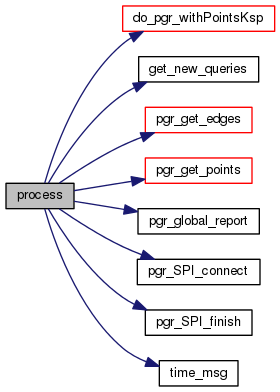 do_pgr_withPointsKsp
get_new_queries
pgr_get_edges
pgr_get_points
process
pgr_global_report
pgr_SPI_connect
pgr_SPI_finish
time_msg